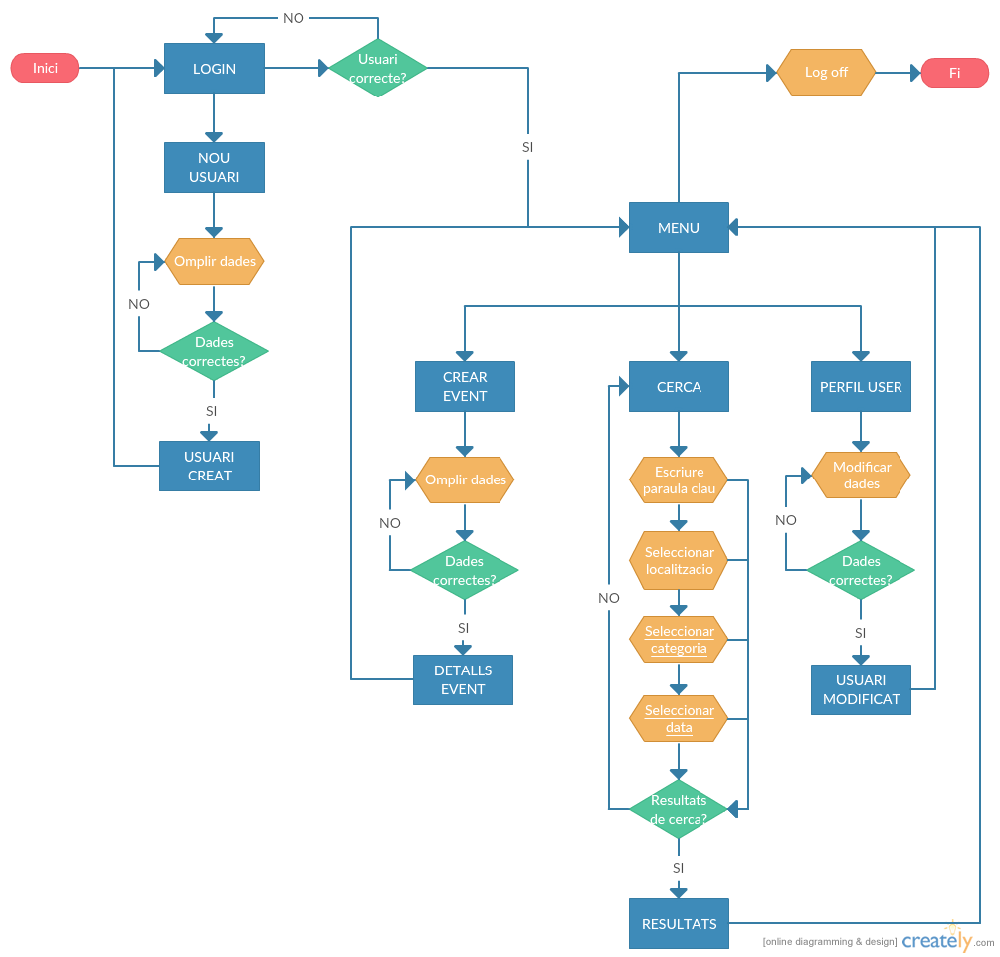 NO
Inici
LOGIN
Usuari
correcte?
Log off
Fi
SI
NOU
USUARI
MENU
Omplir dades
NO
Dades
correctes?
SI
USUARI
CREAT
CREAR
EVENT
CERCA
PERFIL USER
Omplir dades
Escriure
paraula clau
Modificar
dades
NO
NO
Seleccionar
localitzacio
Dades
correctes?
Dades
correctes?
NO
SI
Seleccionar
categoria
SI
DETALLS
EVENT
USUARI
MODIFICAT
Seleccionar
data
Resultats
de cerca?
SI
RESULTATS
[online diagramming & design] creately.com